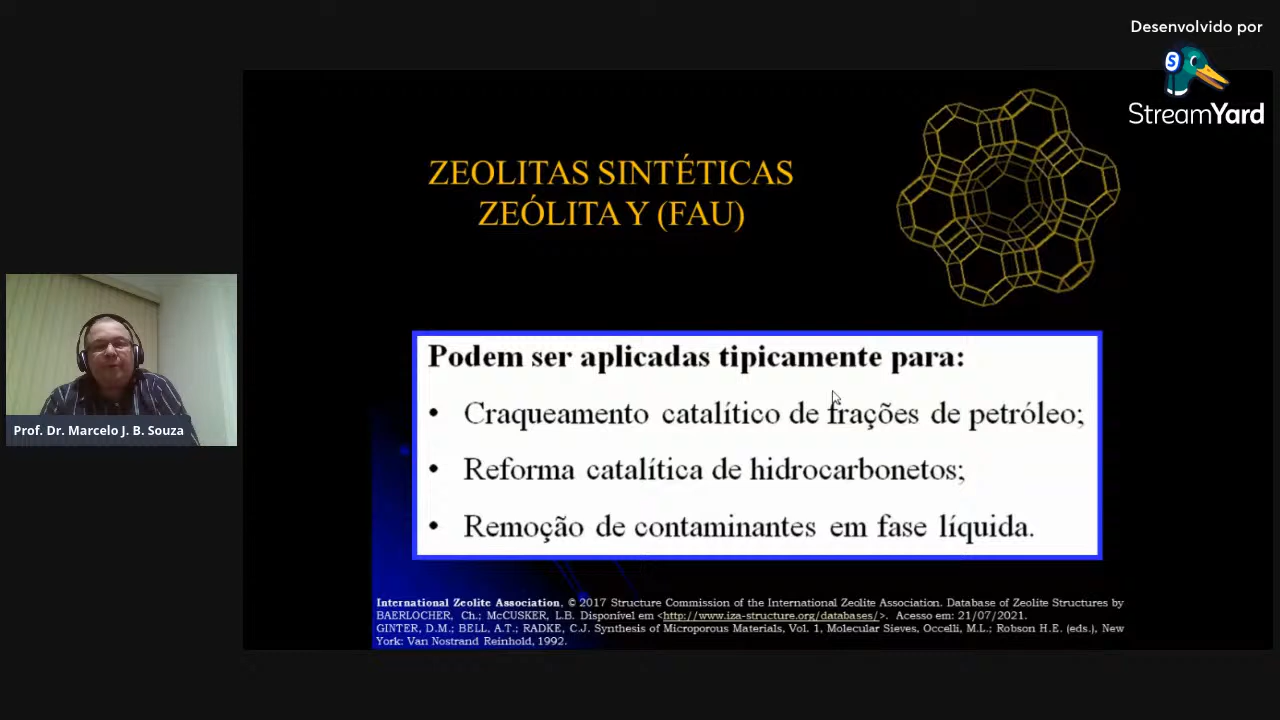 Desenvolvido por
StreamYard
ZEOLITAS SINTÉTICAS
ZEÓLITA Y (FAU)
Prof. Dr. Marcelo J. B. Souza
Podem ser aplicadas tipicamente para:
• Craqueamento catalítico de frações de petróleo;
• Reforma catalítica de hidrocarbonetos;
• Remoção de contaminantes em fase líquida.
International Zeolite Association, © 2017 Structure Commission of the International Zeolite Association. Database of Zeolite Structures by
BAERLOCHER, Ch.; McCUSKER, L.B. Disponível em <http://www.iza-structure.org/databases/>. Acesso em: 21/07/2021.
GINTER, D.M.; BELL, A.T.; RADKE, C.J. Synthesis of Microporous Materials, Vol. 1, Molecular Sieves, Occelli, M.L.; Robson H.E. (eds.), New
York: Van Nostrand Reinhold, 1992.